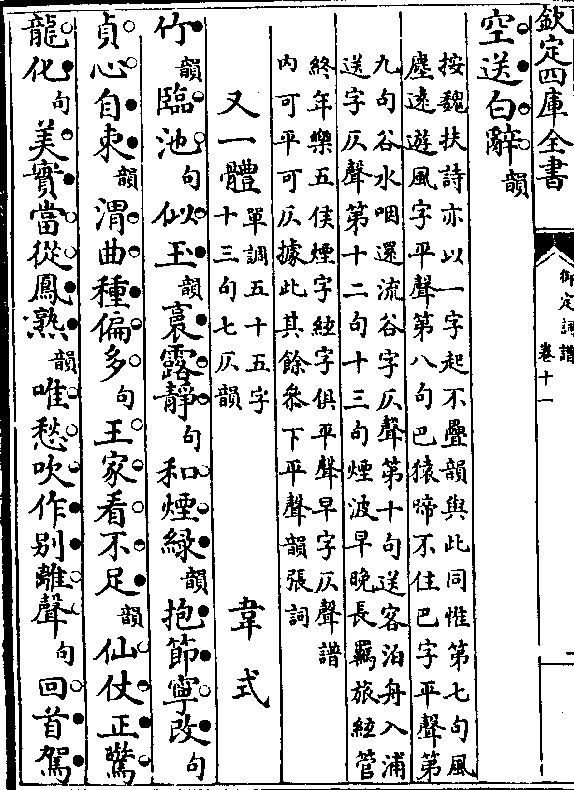 欽定四庫全書
御定詞譜
卷十一
空送白辭韻
按魏扶詩亦以一字起不疊韻與此同惟第七句風
塵遠遊風字平聲第八句巴猿啼不住巴字平聲第
九句谷水咽還流谷字仄聲第十句送客泊舟入浦
送字仄聲第十二句十三句煙波早晚長羈旅絃管
終年樂五侯煙字絃字俱平聲早字仄聲譜
内可平可仄據此其餘叅下平聲韻張詞
又一體
單調五十五字
十三句七仄韻
韋式
竹韻臨池句似玉韻裛露靜句和煙緑韻抱節寧改句
貞心自束韻渭曲種偏多句王家看不足韻仙仗正驚
龍化句美實當從鳳熟韻唯愁吹作别離聲句回首駕